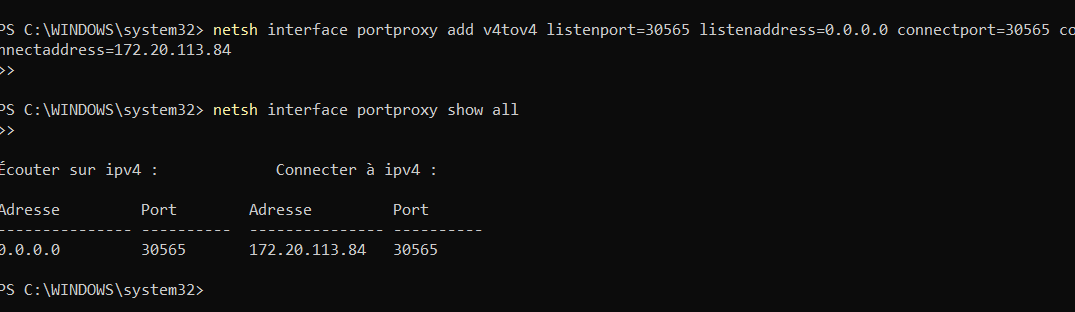 PS C:\WINDOWS\system32> netsh interface portproxy add v4tov4 listenport=30565 listenaddress=0.0.0.0 connectport=30565 co
nnectaddress=172.20.113.84
>>
PS C:\WINDOWS\system32> netsh interface portproxy show all
>>
Écouter sur ipv4 :             Connecter à ipv4 :
Adresse         Port        Adresse         Port
--------------- ----------  --------------- ----------
0.0.0.0         30565       172.20.113.84   30565
PS C:\WINDOWS\system32>